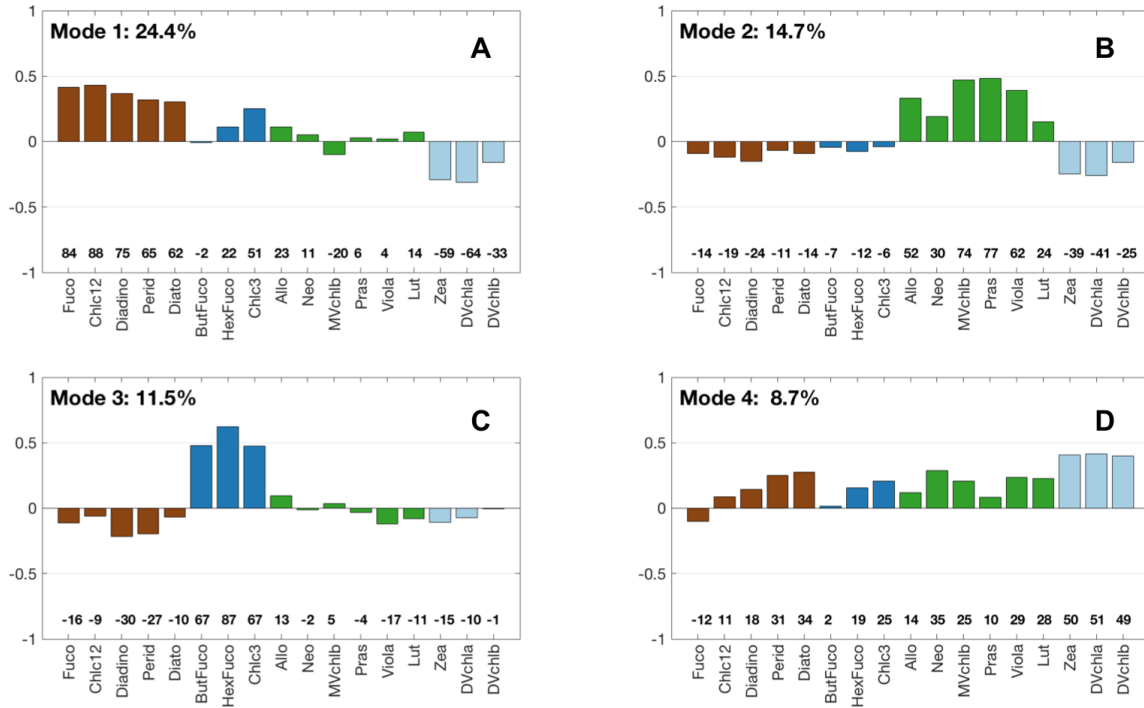 1
Mode 1: 24.4%
A
0.5
0
-0.5
84 88 75 65 62 -2 22 51 23 11 -20 6 4 14 -59 -64 -33
-1
Fuco Chlc12 Diadino Perid Diato ButFuco HexFuco Chlc3 Allo Neo MVchlb Pras Viola Lut Zea DVchla DVchlb
1
Mode 2: 14.7%
B
0.5
0
-0.5
-14 -19 -24 -11 -14 -7 -12 -6 52 30 74 77 62 24 -39 -41 -25
-1
Fuco Chlc12 Diadino Perid Diato ButFuco HexFuco Chlc3 Allo Neo MVchlb Pras Viola Lut Zea DVchla DVchlb
1
Mode 3: 11.5%
C
0.5
0
-0.5
-16 -9 -30 -27 -10 67 87 67 13 -2 5 -4 -17 -11 -15 -10 -1
-1
Fuco Chlc12 Diadino Perid Diato ButFuco HexFuco Chlc3 Allo Neo MVchlb Pras Viola Lut Zea DVchla DVchlb
1
Mode 4: 8.7%
D
0.5
0
-0.5
-12 11 18 31 34 2 19 25 14 35 25 10 29 28 50 51 49
-1
Fuco Chlc12 Diadino Perid Diato ButFuco HexFuco Chlc3 Allo Neo MVchlb Pras Viola Lut Zea DVchla DVchlb